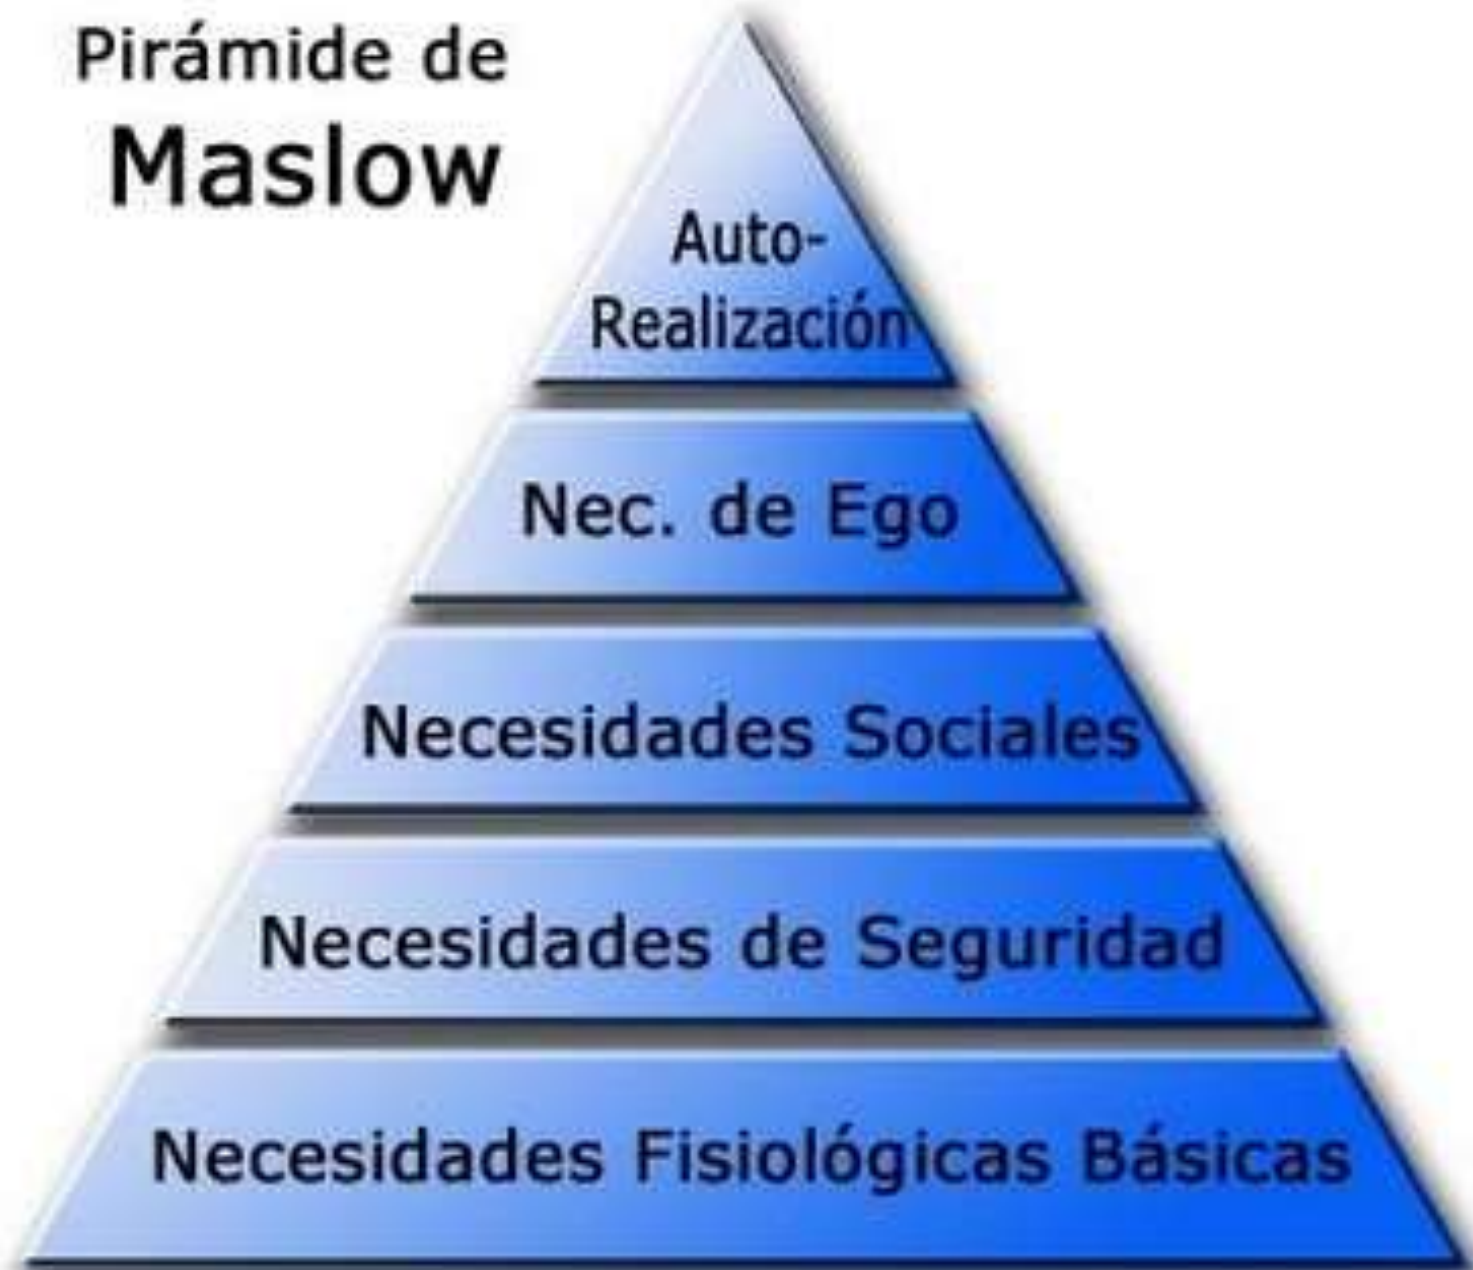 Pirámide de
Maslow
Auto-
Realización
Nec. de Ego
Necesidades Sociales
Necesidades de Seguridad
Necesidades Fisiológicas Básicas